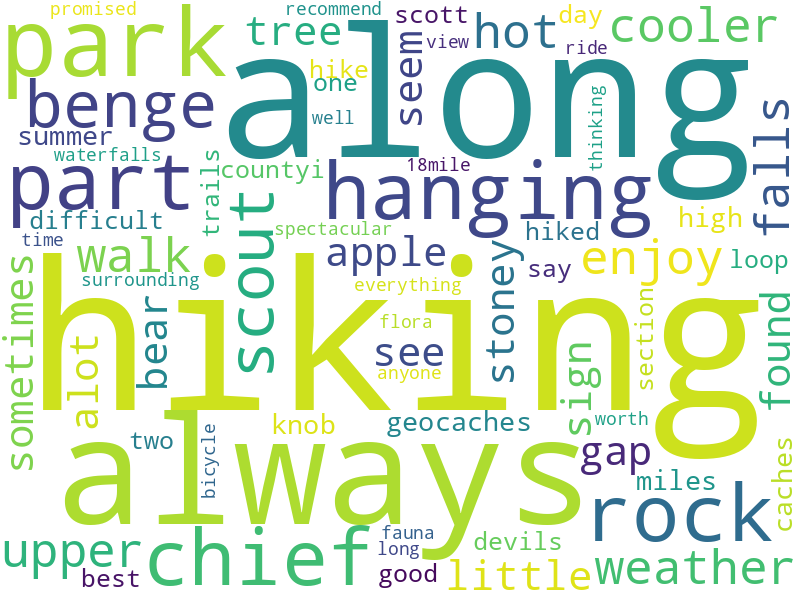 promised
recommend
scott
day
park
tree
along
view
hot
cooler
seem
ride
hike
one
benge
well
summer
thinking
falls
waterfalls
trails
countyi
18mile
part
hanging
scout
difficult
spectacular
hiked
high
time
walk
apple
stoney
say
enjoy
loop
surrounding
sometimes
hiking
everything
bear
see
flora
anyone
section
found
alot
sign
knob
geocaches
worth
two
always
bicycle
gap
miles
caches
rock
upper
chief
fauna
long
devils
best
good
little
weather